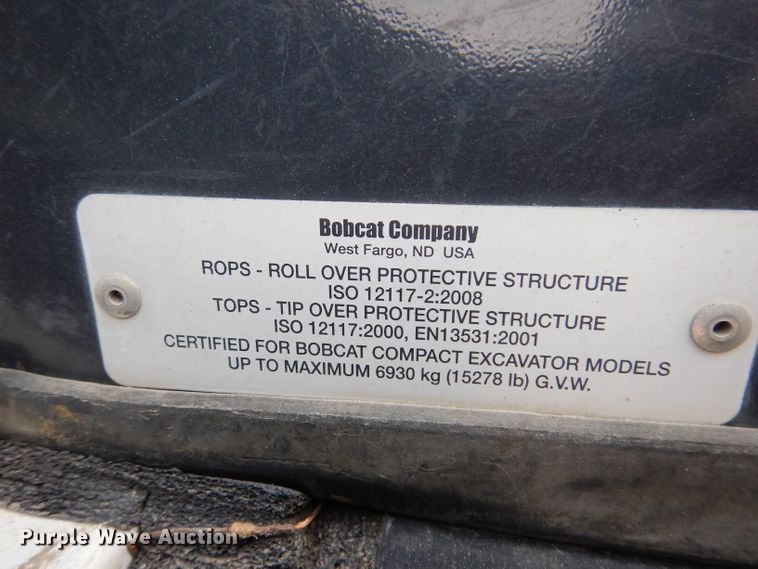 Bobcat Company
West Fargo, ND USA
ROPS - ROLL OVER PROTECTIVE STRUCTURE
ISO 12117-2:2008
TOPS - TIP OVER PROTECTIVE STRUCTURE
ISO 12117:2000, EN13531:2001
CERTIFIED FOR BOBCAT COMPACT EXCAVATOR MODELS
UP TO MAXIMUM 6930 kg (15278 lb) G.V.W.
Purple Wave Auction